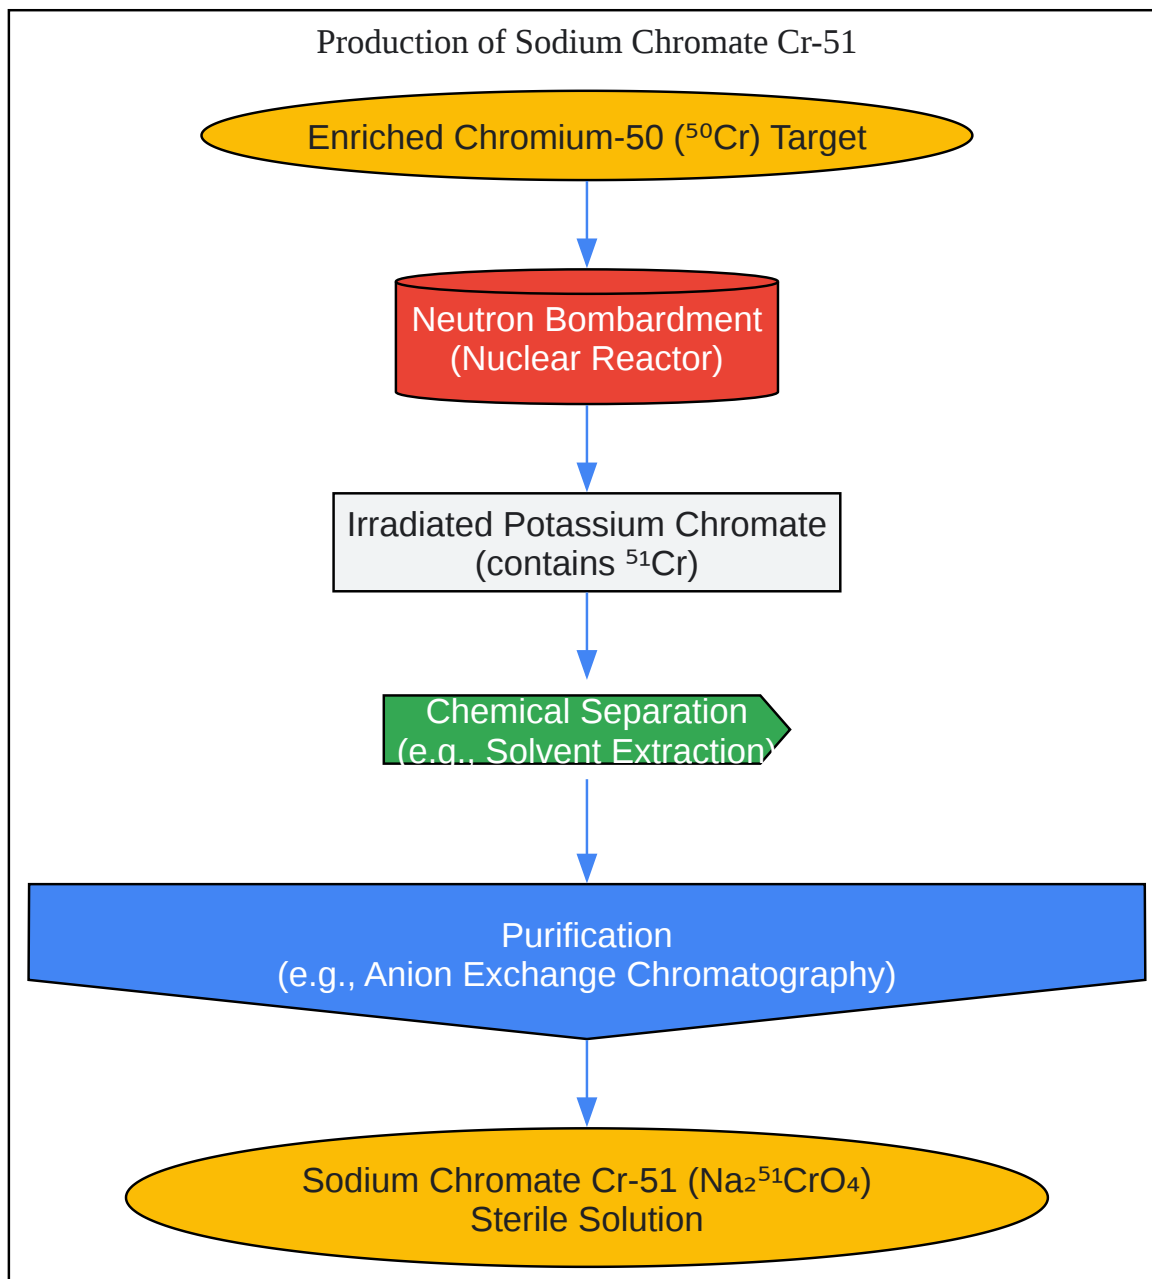 Production of Sodium Chromate Cr-51
Enriched Chromium-50 (⁵⁰Cr) Target
Neutron Bombardment
(Nuclear Reactor)
Irradiated Potassium Chromate
(contains ⁵¹Cr)
Chemical Separation
(e.g., Solvent Extraction)
Purification
(e.g., Anion Exchange Chromatography)
Sodium Chromate Cr-51 (Na₂⁵¹CrO₄)
Sterile Solution